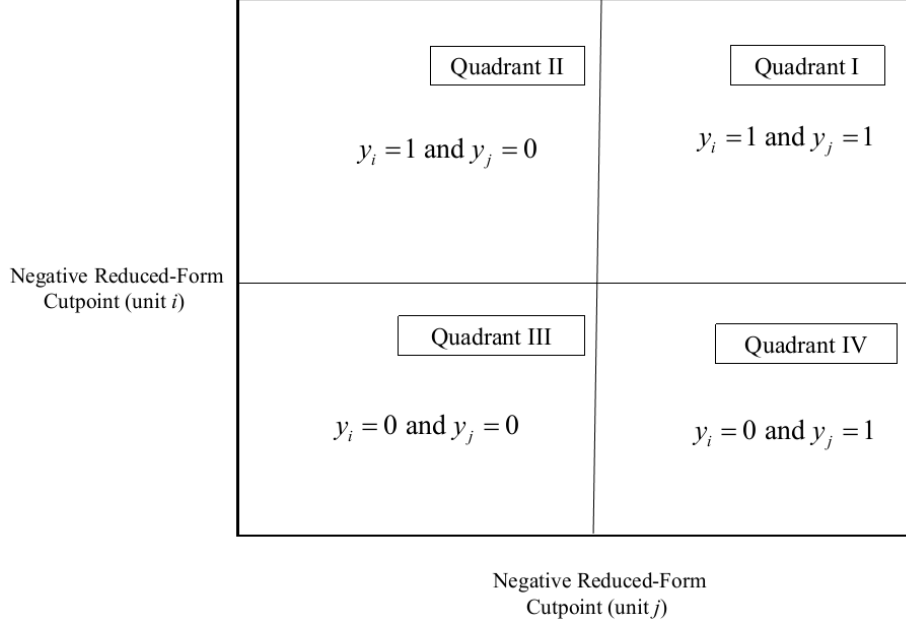 Quadrant II
Quadrant I
y_i = 1 and y_j = 0
y_i = 1 and y_j = 1
Negative Reduced-Form
Cutpoint (unit i)
Quadrant III
Quadrant IV
y_i = 0 and y_j = 0
y_i = 0 and y_j = 1
Negative Reduced-Form
Cutpoint (unit j)